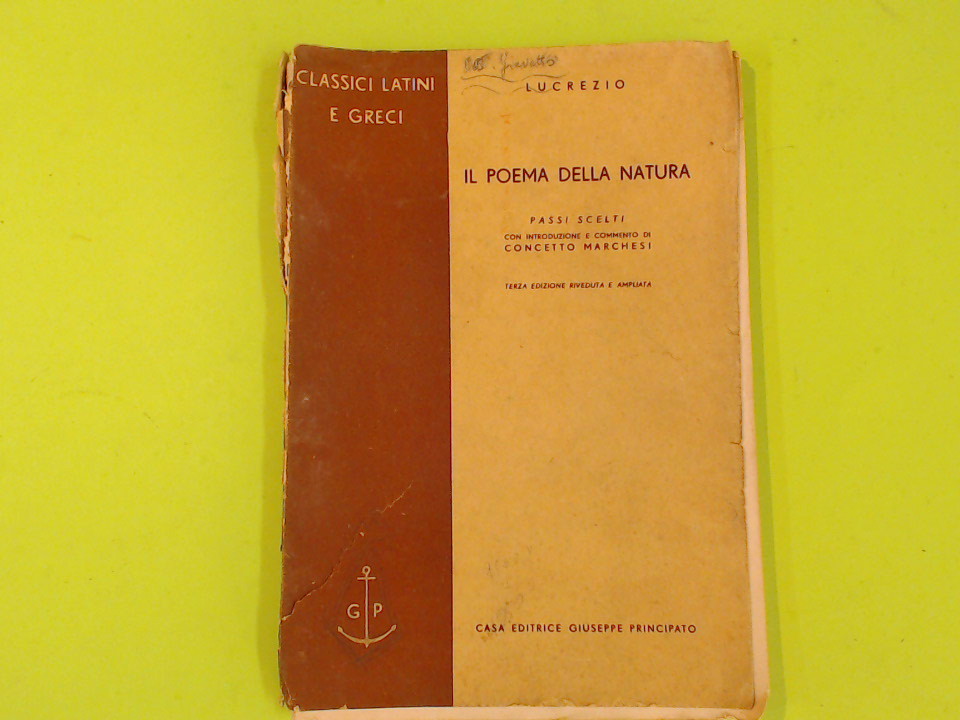 CLASSICI LATINI
E GRECI
LUCREZIO
IL POEMA DELLA NATURA
PASSI SCELTI
CON INTRODUZIONE E COMMENTO DI
CONCETTO MARCHESI
TERZA EDIZIONE RIVEDUTA E AMPLIATA
G P
CASA EDITRICE GIUSEPPE PRINCIPATO